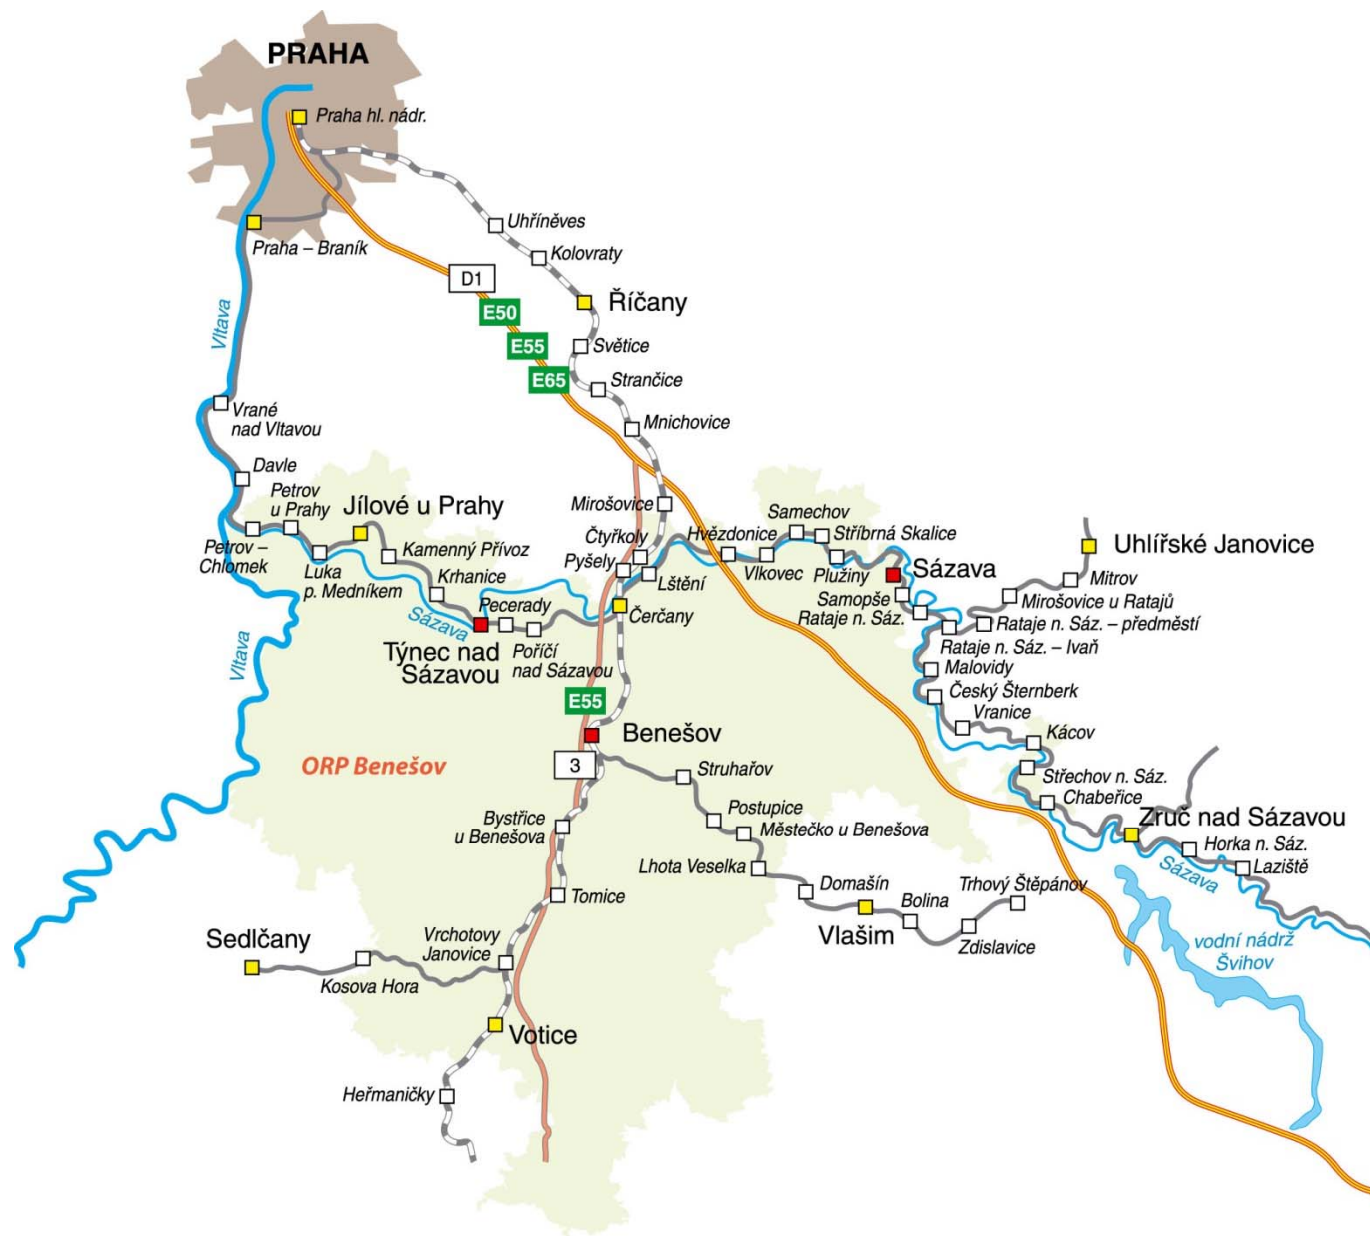 PRAHA
Praha hl. nádr.
Uhříněves
Praha – Braník
Kolovraty
D1
Říčany
E50
Vltava
E55
Světice
E65
Strančice
Vrané
nad Vltavou
Mnichovice
Davle
Petrov
u Prahy
Jílové u Prahy
Mirošovice
Samechov
Hvězdonice
Stříbrná Skalice
Čtyřkoly
Uhlířské Janovice
Petrov –
Chlomek
Kamenný Přívoz
Pyšely
Luka
p. Medníkem
Vlkovec
Plužiny
Sázava
Krhanice
Lštění
Mitrov
Samopše
Mirošovice u Ratajů
Pecerady
Sázava
Čerčany
Rataje n. Sáz.
Rataje n. Sáz. – předměstí
Vltava
Týnec nad
Sázavou
Poříčí
nad Sázavou
Rataje n. Sáz. – Ivaň
Malovidy
Český Šternberk
E55
Vranice
Benešov
Kácov
ORP Benešov
3
Struhařov
Střechov n. Sáz.
Chabeřice
Postupice
Zruč nad Sázavou
Bystřice
u Benešova
Městečko u Benešova
Horka n. Sáz.
Lhota Veselka
Sázava
Laziště
Domašín
Trhový Štěpánov
Tomice
Bolina
Sedlčany
Vrchotovy
Janovice
Vlašim
Zdislavice
vodní nádrž
Švihov
Kosova Hora
Votice
Heřmaničky